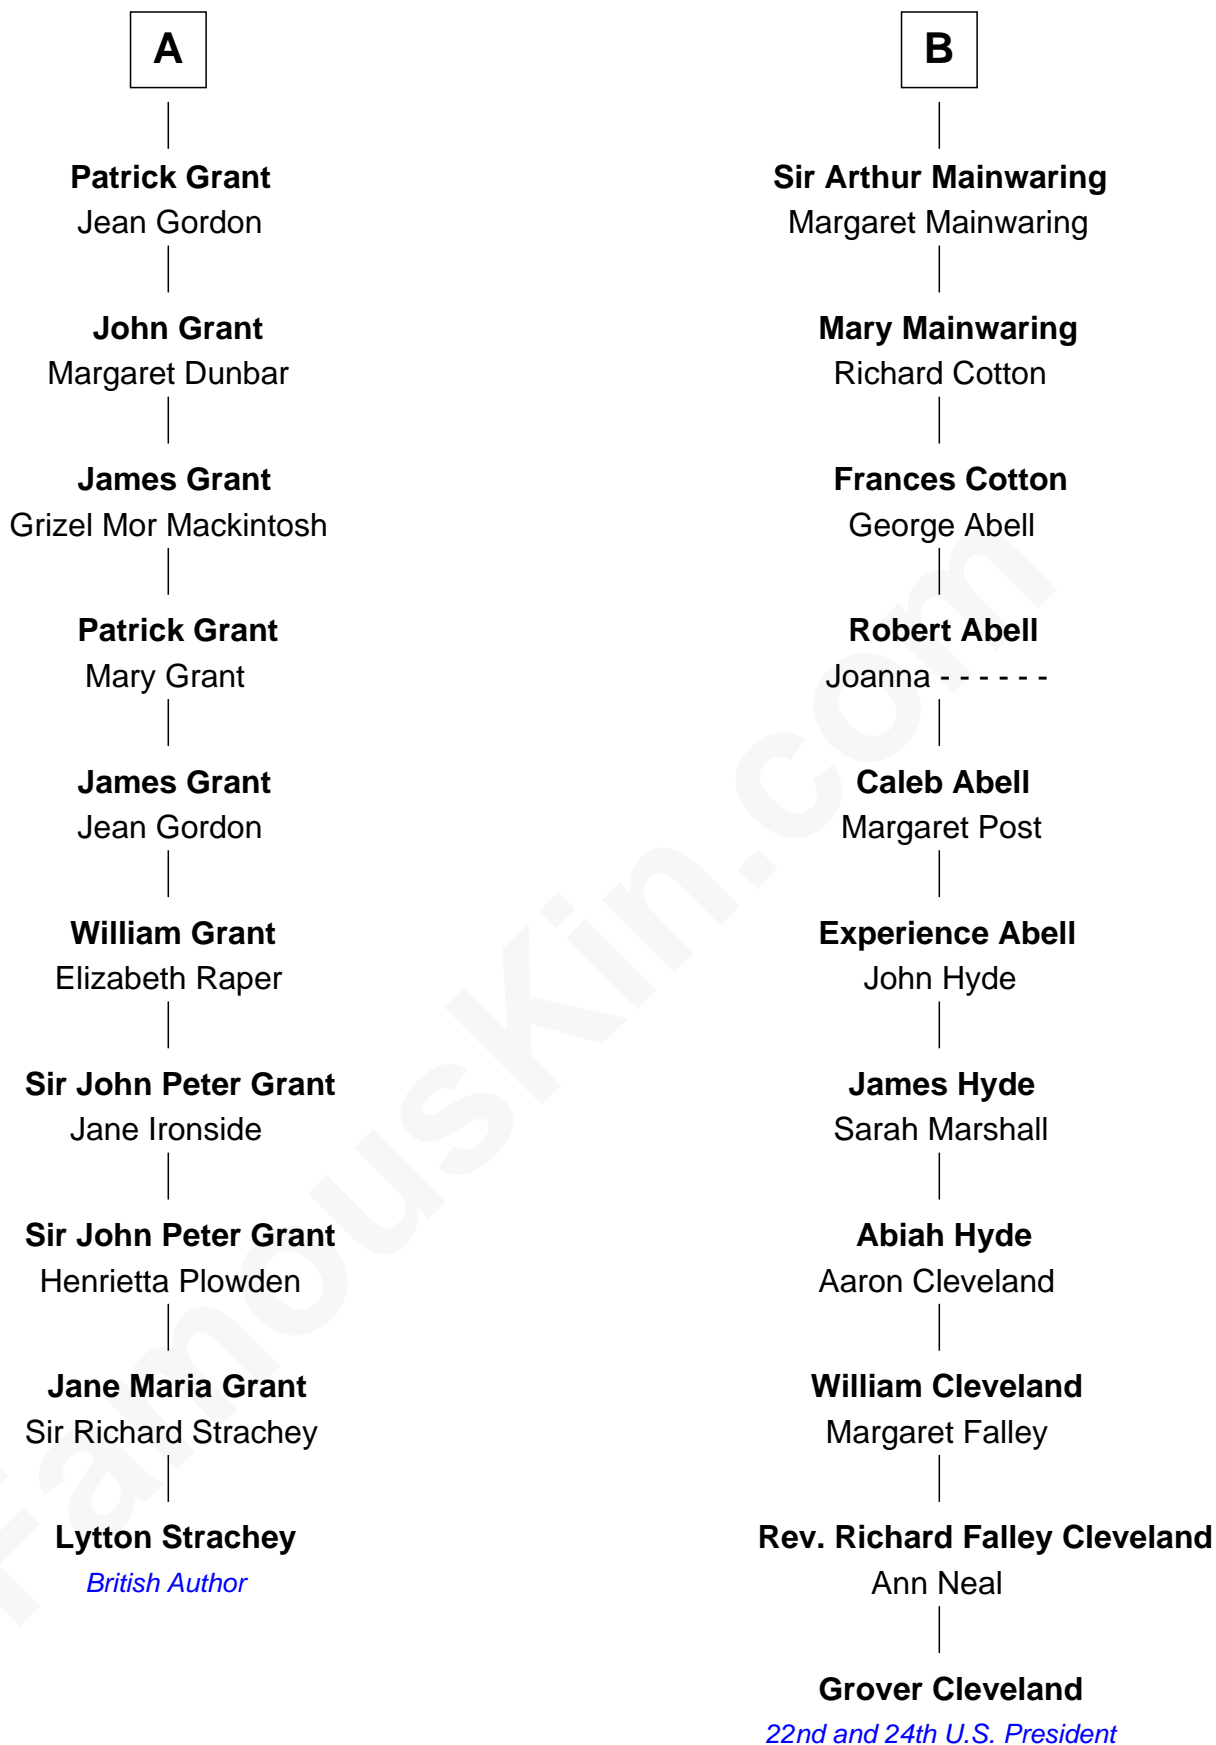 A
Patrick Grant
Jean Gordon
John Grant
Margaret Dunbar
James Grant
Grizel Mor Mackintosh
Patrick Grant
Mary Grant
James Grant
Jean Gordon
William Grant
Elizabeth Raper
Sir John Peter Grant
Jane Ironside
Sir John Peter Grant
Henrietta Plowden
Jane Maria Grant
Sir Richard Strachey
Lytton Strachey
British Author
B
Sir Arthur Mainwaring
Margaret Mainwaring
Mary Mainwaring
Richard Cotton
Frances Cotton
George Abell
Robert Abell
Joanna - - - - - -
Caleb Abell
Margaret Post
Experience Abell
John Hyde
James Hyde
Sarah Marshall
Abiah Hyde
Aaron Cleveland
William Cleveland
Margaret Falley
Rev. Richard Falley Cleveland
Ann Neal
Grover Cleveland
22nd and 24th U.S. President
FamousKin.com